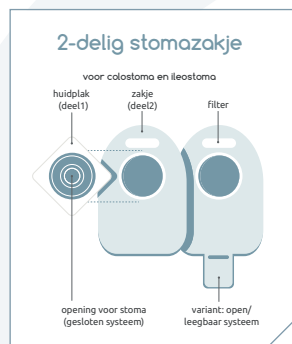 2-delig stomazakje
voor colostoma en ileostoma
huidplak
(deel1)
zakje
(deel2)
filter
opening voor stoma
(gesloten systeem)
variant: open/
leegbaar systeem